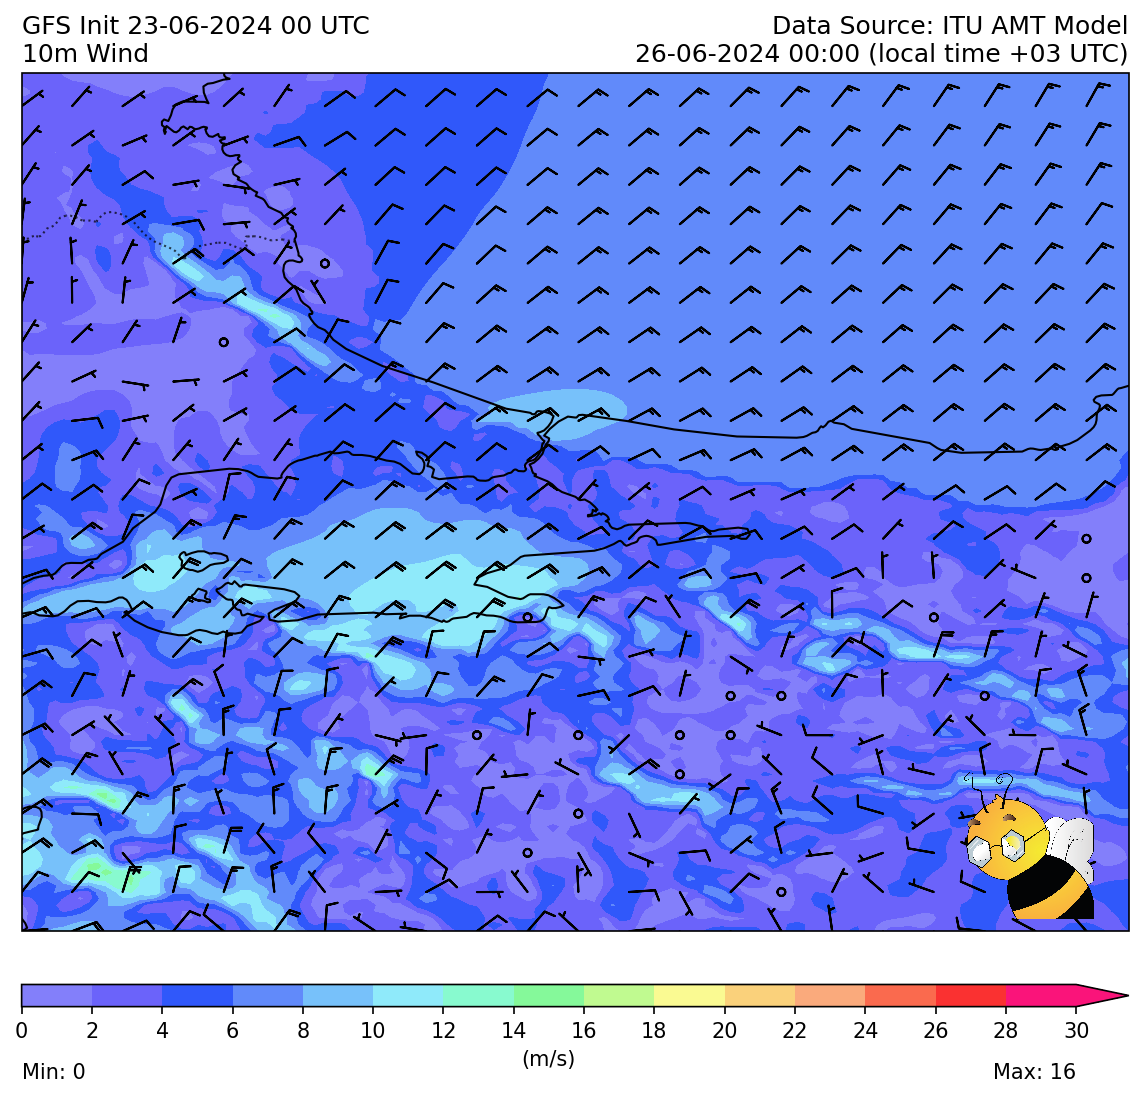 GFS Init 23-06-2024 00 UTC
Data Source: ITU AMT Model
10m Wind
26-06-2024 00:00 (local time +03 UTC)
0 2 4 6 8 10 12 14 16 18 20 22 24 26 28 30
(m/s)
Min: 0
Max: 16